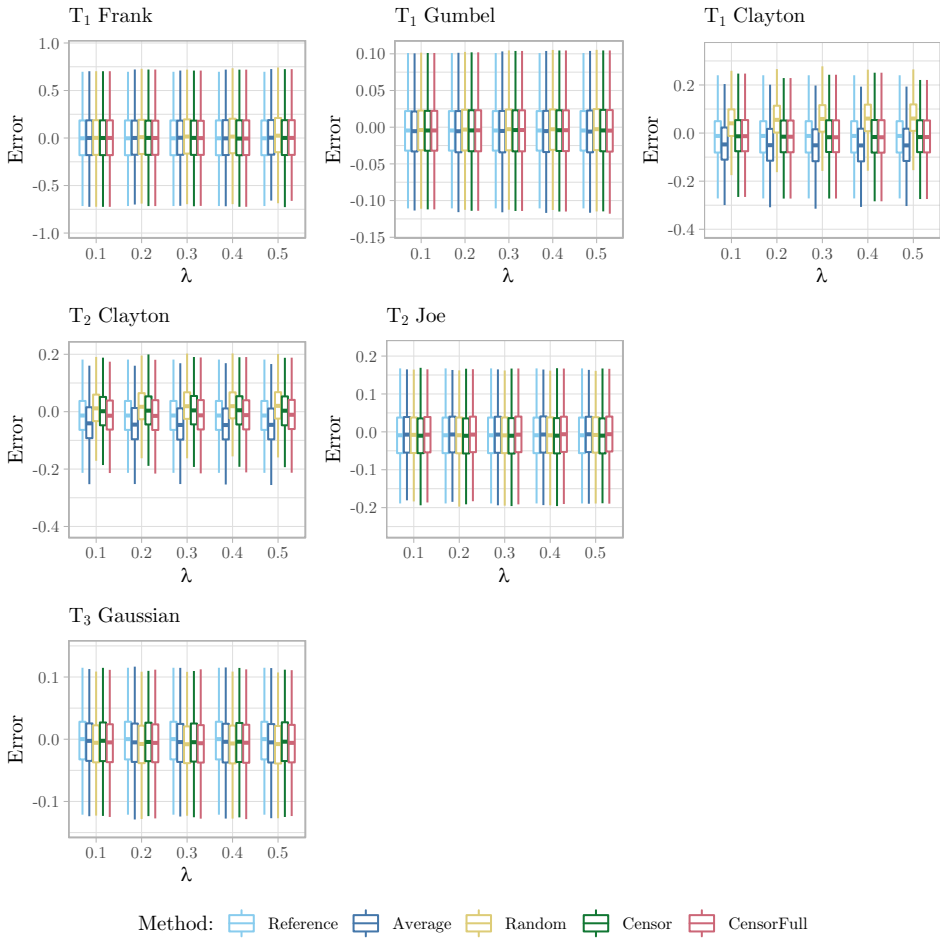 T₁ Frank
T₁ Gumbel
T₁ Clayton
Error
1.0
0.5
0.0
-0.5
-1.0
0.1 0.2 0.3 0.4 0.5
λ
Error
0.10
0.05
0.00
-0.05
-0.10
-0.15
0.1 0.2 0.3 0.4 0.5
λ
Error
0.2
0.0
-0.2
-0.4
0.1 0.2 0.3 0.4 0.5
λ
T₂ Clayton
T₂ Joe
Error
0.2
0.0
-0.2
-0.4
0.1 0.2 0.3 0.4 0.5
λ
Error
0.2
0.1
0.0
-0.1
-0.2
0.1 0.2 0.3 0.4 0.5
λ
T₃ Gaussian
Error
0.1
0.0
-0.1
0.1 0.2 0.3 0.4 0.5
λ
Method: Reference Average Random Censor CensorFull